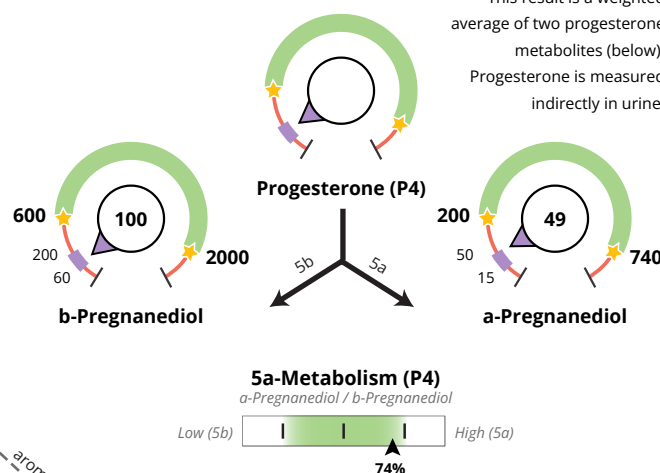 This result is a weighted
average of two progesterone
metabolites (below)
Progesterone is measured
indirectly in urine
Progesterone (P4)
600
100
2000
200
60
b-Pregnanediol
5b
5a
200
49
740
50
15
a-Pregnanediol
5a-Metabolism (P4)
a-Pregnanediol / b-Pregnanediol
Low (5b)
High (5a)
74%
arom